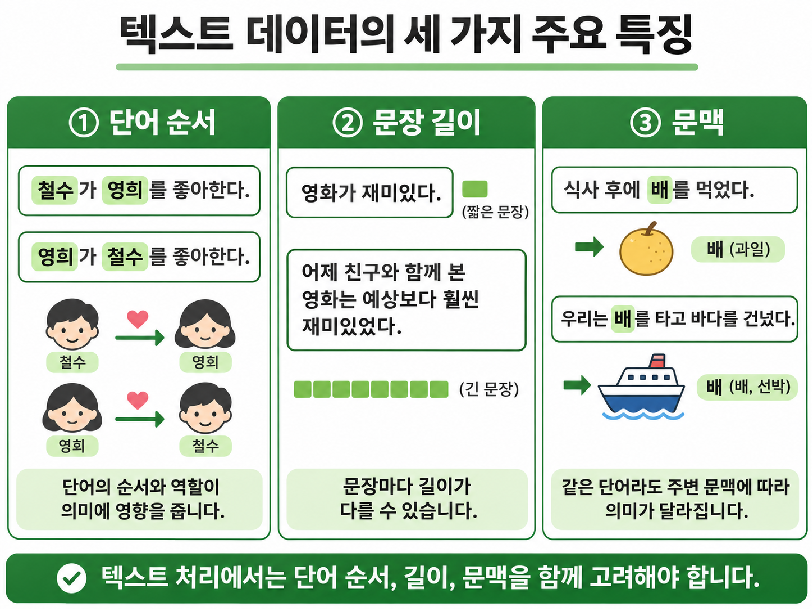 텍스트 데이터의 세 가지 주요 특징
① 단어 순서
철수가 영희를 좋아한다.
영희가 철수를 좋아한다.
철수
영희
영희
철수
단어의 순서와 역할이
의미에 영향을 줍니다.
② 문장 길이
영화가 재미있다.
(짧은 문장)
어제 친구와 함께 본
영화는 예상보다 훨씬
재미있었다.
(긴 문장)
문장마다 길이가
다를 수 있습니다.
③ 문맥
식사 후에 배를 먹었다.
배 (과일)
우리는 배를 타고 바다를 건넜다.
배 (배, 선박)
같은 단어라도 주변 문맥에 따라
의미가 달라집니다.
텍스트 처리에서는 단어 순서, 길이, 문맥을 함께 고려해야 합니다.